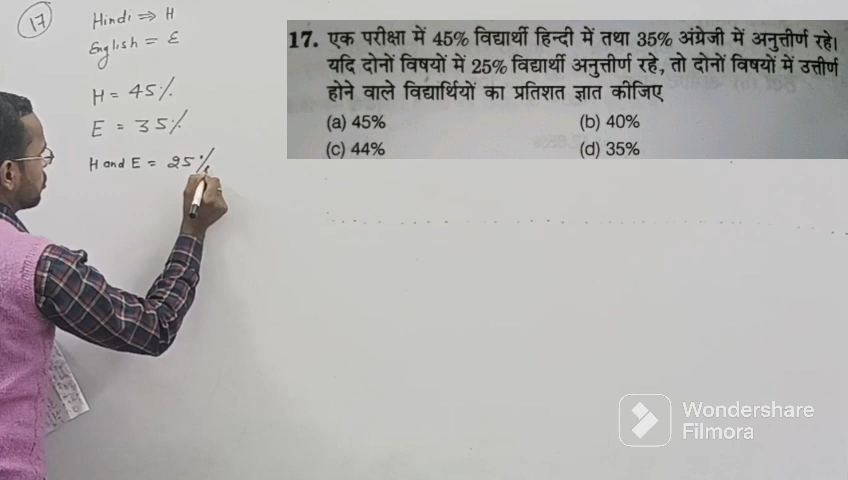 17
Hindi ⇒ H
English = E
H = 45%
E = 35%
H and E = 25%
17. एक परीक्षा में 45% विद्यार्थी हिन्दी में तथा 35% अंग्रेजी में अनुत्तीर्ण रहे।
यदि दोनों विषयों में 25% विद्यार्थी अनुत्तीर्ण रहे, तो दोनों विषयों में उत्तीर्ण
होने वाले विद्यार्थियों का प्रतिशत ज्ञात कीजिए
(a) 45% (b) 40%
(c) 44% (d) 35%
Wondershare
Filmora